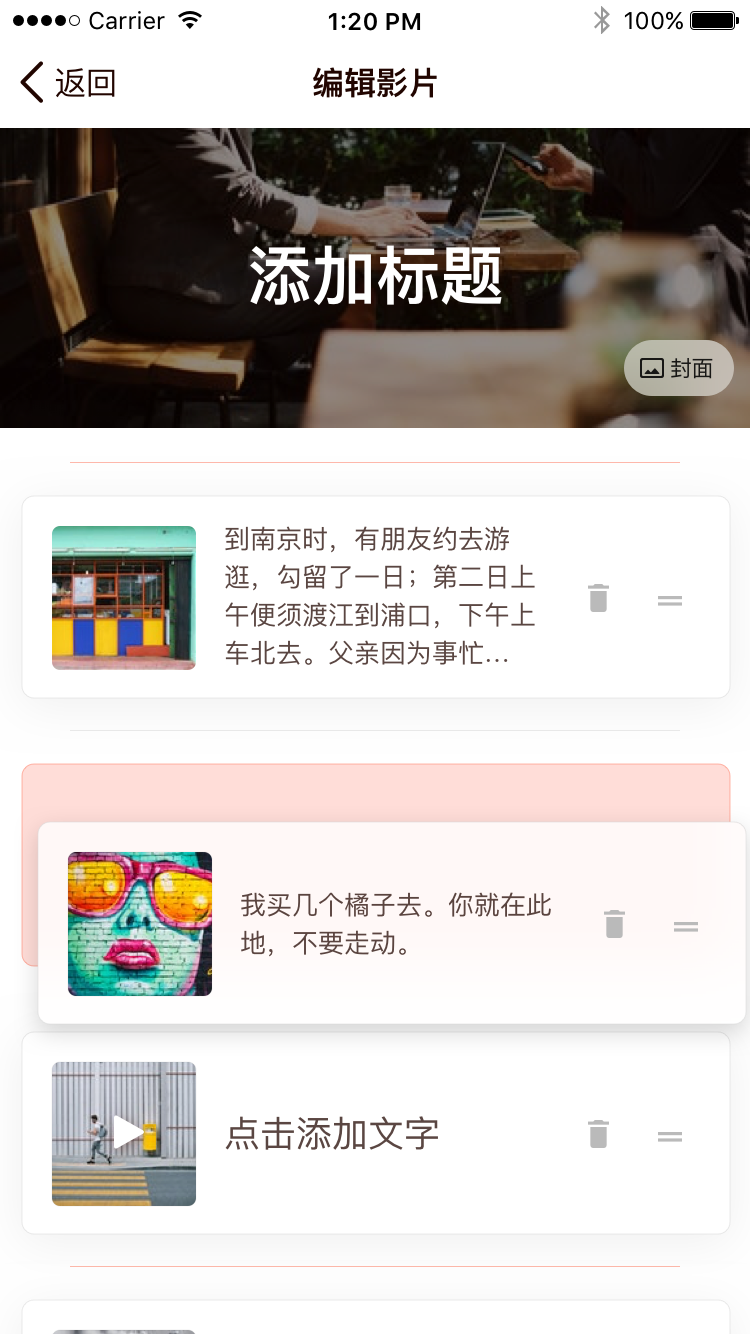 Carrier 1:20 PM 100%
返回 编辑影片
添加标题
封面
到南京时，有朋友约去游
逛，勾留了一日；第二日上
午便须渡江到浦口，下午上
车北去。父亲因为事忙...
我买几个橘子去。你就在此
地，不要走动。
点击添加文字